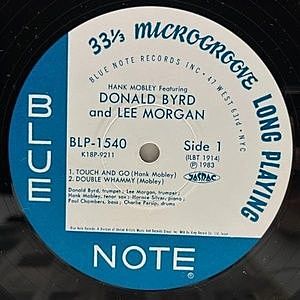 33⅓ MICROGROOVE LONG PLAYING
BLUE NOTE RECORDS INC • 47 WEST 63rd • NYC
HANK MOBLEY Featuring
DONALD BYRD
and LEE MORGAN
BLP-1540
K18P-9211
Side 1
(ILBT 1914)
Ⓟ 1983
JASRAC
1. TOUCH AND GO (Hank Mobley)
2. DOUBLE WHAMMY (Mobley)
Donald Byrd, trumpet; Lee Morgan, trumpet;
Hank Mobley, tenor sax; Horace Silver, piano;
Paul Chambers, bass; Charlie Persip, drums
BLUE
NOTE ®